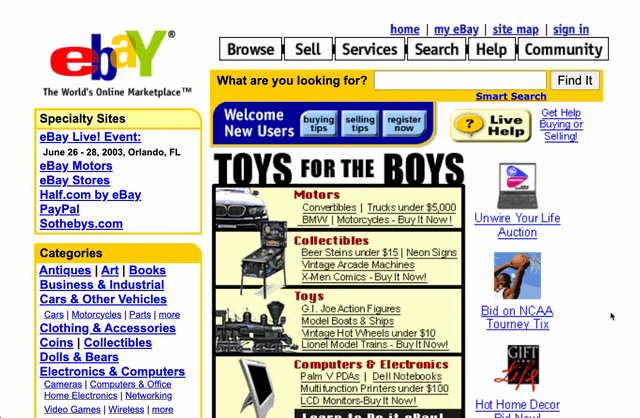 home | my eBay | site map | sign in
ebaY®
The World's Online Marketplace™
Browse Sell Services Search Help Community
What are you looking for? Find It
Smart Search
Welcome New Users
buying tips
selling tips
register now
? Live Help
Get Help
Buying or
Selling!
Specialty Sites
eBay Live! Event:
June 26 - 28, 2003, Orlando, FL
eBay Motors
eBay Stores
Half.com by eBay
PayPal
Sothebys.com
Categories
Antiques | Art | Books
Business & Industrial
Cars & Other Vehicles
Cars | Motorcycles | Parts | more
Clothing & Accessories
Coins | Collectibles
Dolls & Bears
Electronics & Computers
Cameras | Computers & Office
Home Electronics | Networking
Video Games | Wireless | more
TOYS FOR THE BOYS
Motors
Convertibles | Trucks under $5,000
BMW | Motorcycles - Buy It Now!
Collectibles
Beer Steins under $15 | Neon Signs
Vintage Arcade Machines
X-Men Comics - Buy It Now!
Toys
G.I. Joe Action Figures
Model Boats & Ships
Vintage Hot Wheels under $10
Lionel Model Trains - Buy It Now!
Computers & Electronics
Palm V PDAs | Dell Notebooks
Multifunction Printers under $100
LCD Monitors-Buy It Now!
Learn to Do it eBay!
Unwire Your Life
Auction
Bid on NCAA
Tourney Tix
GIFT
Life
Hot Home Decor
Bid Now!